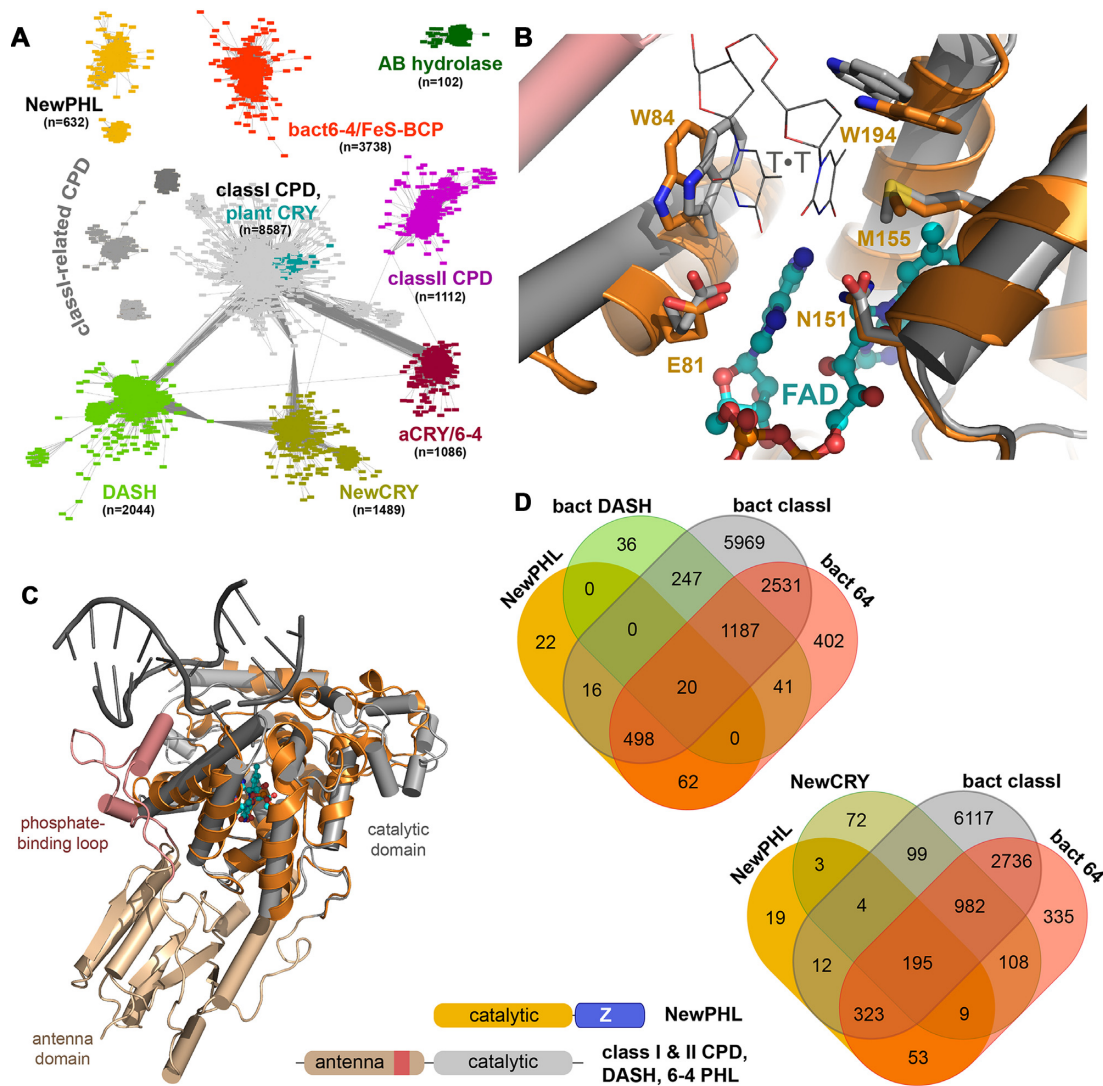 A
NewPHL
(n=632)
bact6-4/FeS-BCP
(n=3738)
AB hydrolase
(n=102)
classI-related CPD
classI CPD,
plant CRY
(n=8587)
classII CPD
(n=1112)
aCRY/6-4
(n=1086)
DASH
(n=2044)
NewCRY
(n=1489)
B
W84
W194
T•T
M155
N151
E81
FAD
C
phosphate-
binding loop
catalytic
domain
antenna
domain
catalytic
Z
NewPHL
antenna
catalytic
class I & II CPD,
DASH, 6-4 PHL
D
bact DASH
bact classI
NewPHL
bact 64
36
5969
0
247
2531
22
0
1187
402
16
20
41
498
0
62
NewCRY
bact classI
NewPHL
bact 64
72
6117
3
99
2736
19
4
982
335
12
195
108
323
9
53